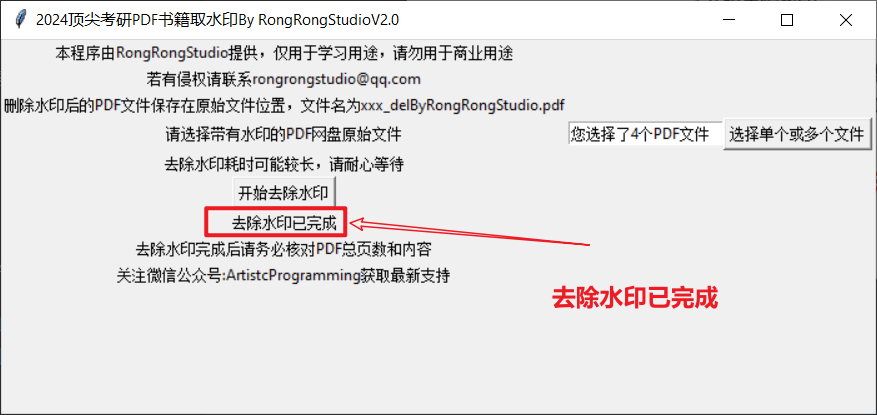 2024顶尖考研PDF书籍取水印By RongRongStudioV2.0
本程序由RongRongStudio提供，仅用于学习用途，请勿用于商业用途
若有侵权请联系rongrongstudio@qq.com
删除水印后的PDF文件保存在原始文件位置，文件名为xxx_delByRongRongStudio.pdf
请选择带有水印的PDF网盘原始文件 您选择了4个PDF文件 选择单个或多个文件
去除水印耗时可能较长，请耐心等待
开始去除水印
去除水印已完成
去除水印完成后请务必核对PDF总页数和内容
关注微信公众号:ArtistcProgramming获取最新支持
去除水印已完成